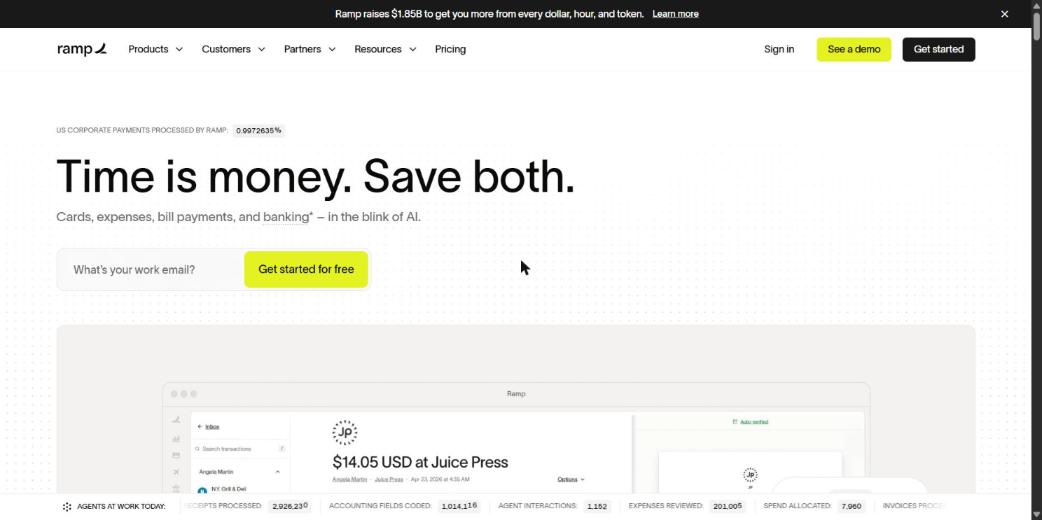 Ramp raises $1.85B to get you more from every dollar, hour, and token. Learn more
ramp Products Customers Partners Resources Pricing Sign in See a demo Get started
US CORPORATE PAYMENTS PROCESSED BY RAMP: 0.9972635%
Time is money. Save both.
Cards, expenses, bill payments, and banking* – in the blink of AI.
What's your work email? Get started for free
Ramp
Inbox
Search transactions
Angela Martin
N.Y. Grill & Deli
JP
$14.05 USD at Juice Press
Angela Martin · Juice Press · Apr 23, 2026 at 4:35 AM
Options
Auto-verified
JP
AGENTS AT WORK TODAY: RECEIPTS PROCESSED: 2,926,230 ACCOUNTING FIELDS CODED: 1,014,116 AGENT INTERACTIONS: 1,152 EXPENSES REVIEWED: 201,005 SPEND ALLOCATED: 7,960 INVOICES